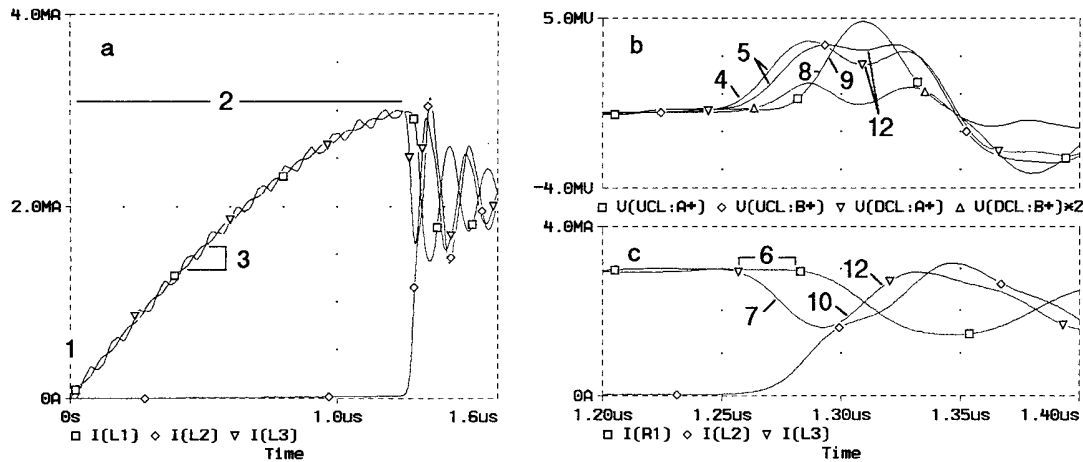 4.0MA
a
2
3
1
2.0MA
0A
0s
1.0us
1.6us
I(L1) I(L2) I(L3)
Time
5.0MV
b
4
5
8
9
12
-4.0MV
U(UCL:A+) U(UCL:B+) U(DCL:A+) U(DCL:B+)*2
4.0MA
c
6
7
10
12
0A
1.20us
1.25us
1.30us
1.35us
1.40us
I(R1) I(L2) I(L3)
Time